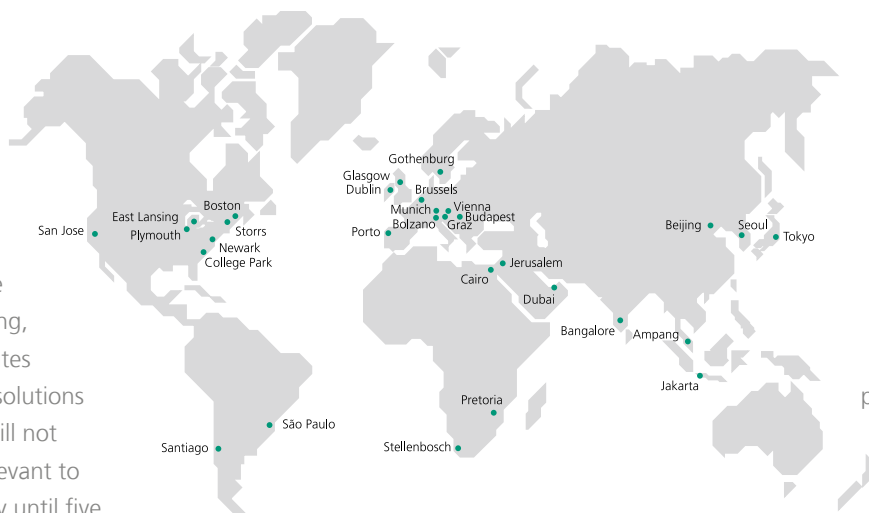 Gothenburg
Glasgow
Dublin
Brussels
Boston
East Lansing
Munich
Vienna
San Jose
Plymouth
Storrs
Porto
Bolzano
Graz
Budapest
Beijing
Seoul
Tokyo
Newark
College Park
Jerusalem
Cairo
Dubai
e
ng,
Bangalore
Ampang
tes
Jakarta
solutions
Pretoria
p
São Paulo
ill not
Santiago
Stellenbosch
evant to
y until five